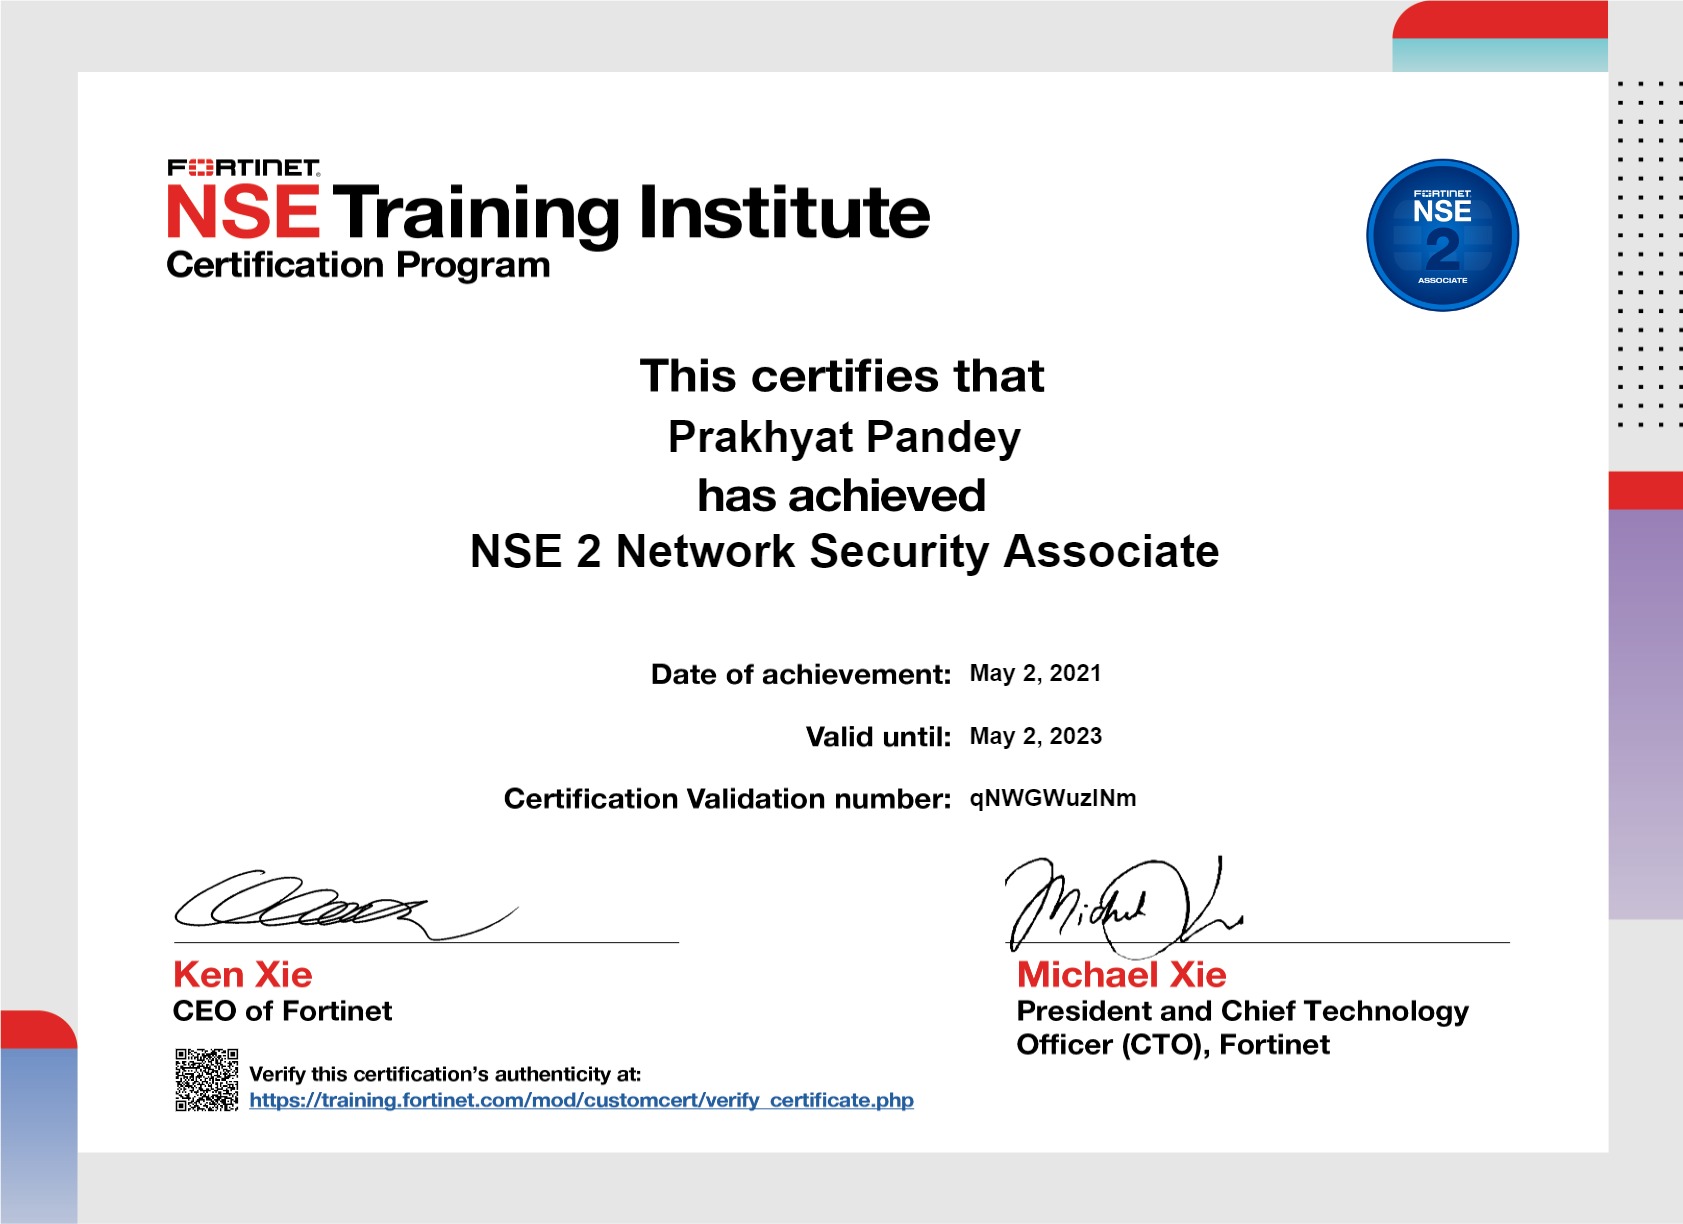 FORTINET
NSE Training Institute
Certification Program
FORTINET
NSE
2
ASSOCIATE
This certifies that
Prakhyat Pandey
has achieved
NSE 2 Network Security Associate
Date of achievement: May 2, 2021
Valid until: May 2, 2023
Certification Validation number: qNWGWuzINm
Ken Xie
CEO of Fortinet
Michael Xie
President and Chief Technology
Officer (CTO), Fortinet
Verify this certification's authenticity at:
https://training.fortinet.com/mod/customcert/verify_certificate.php